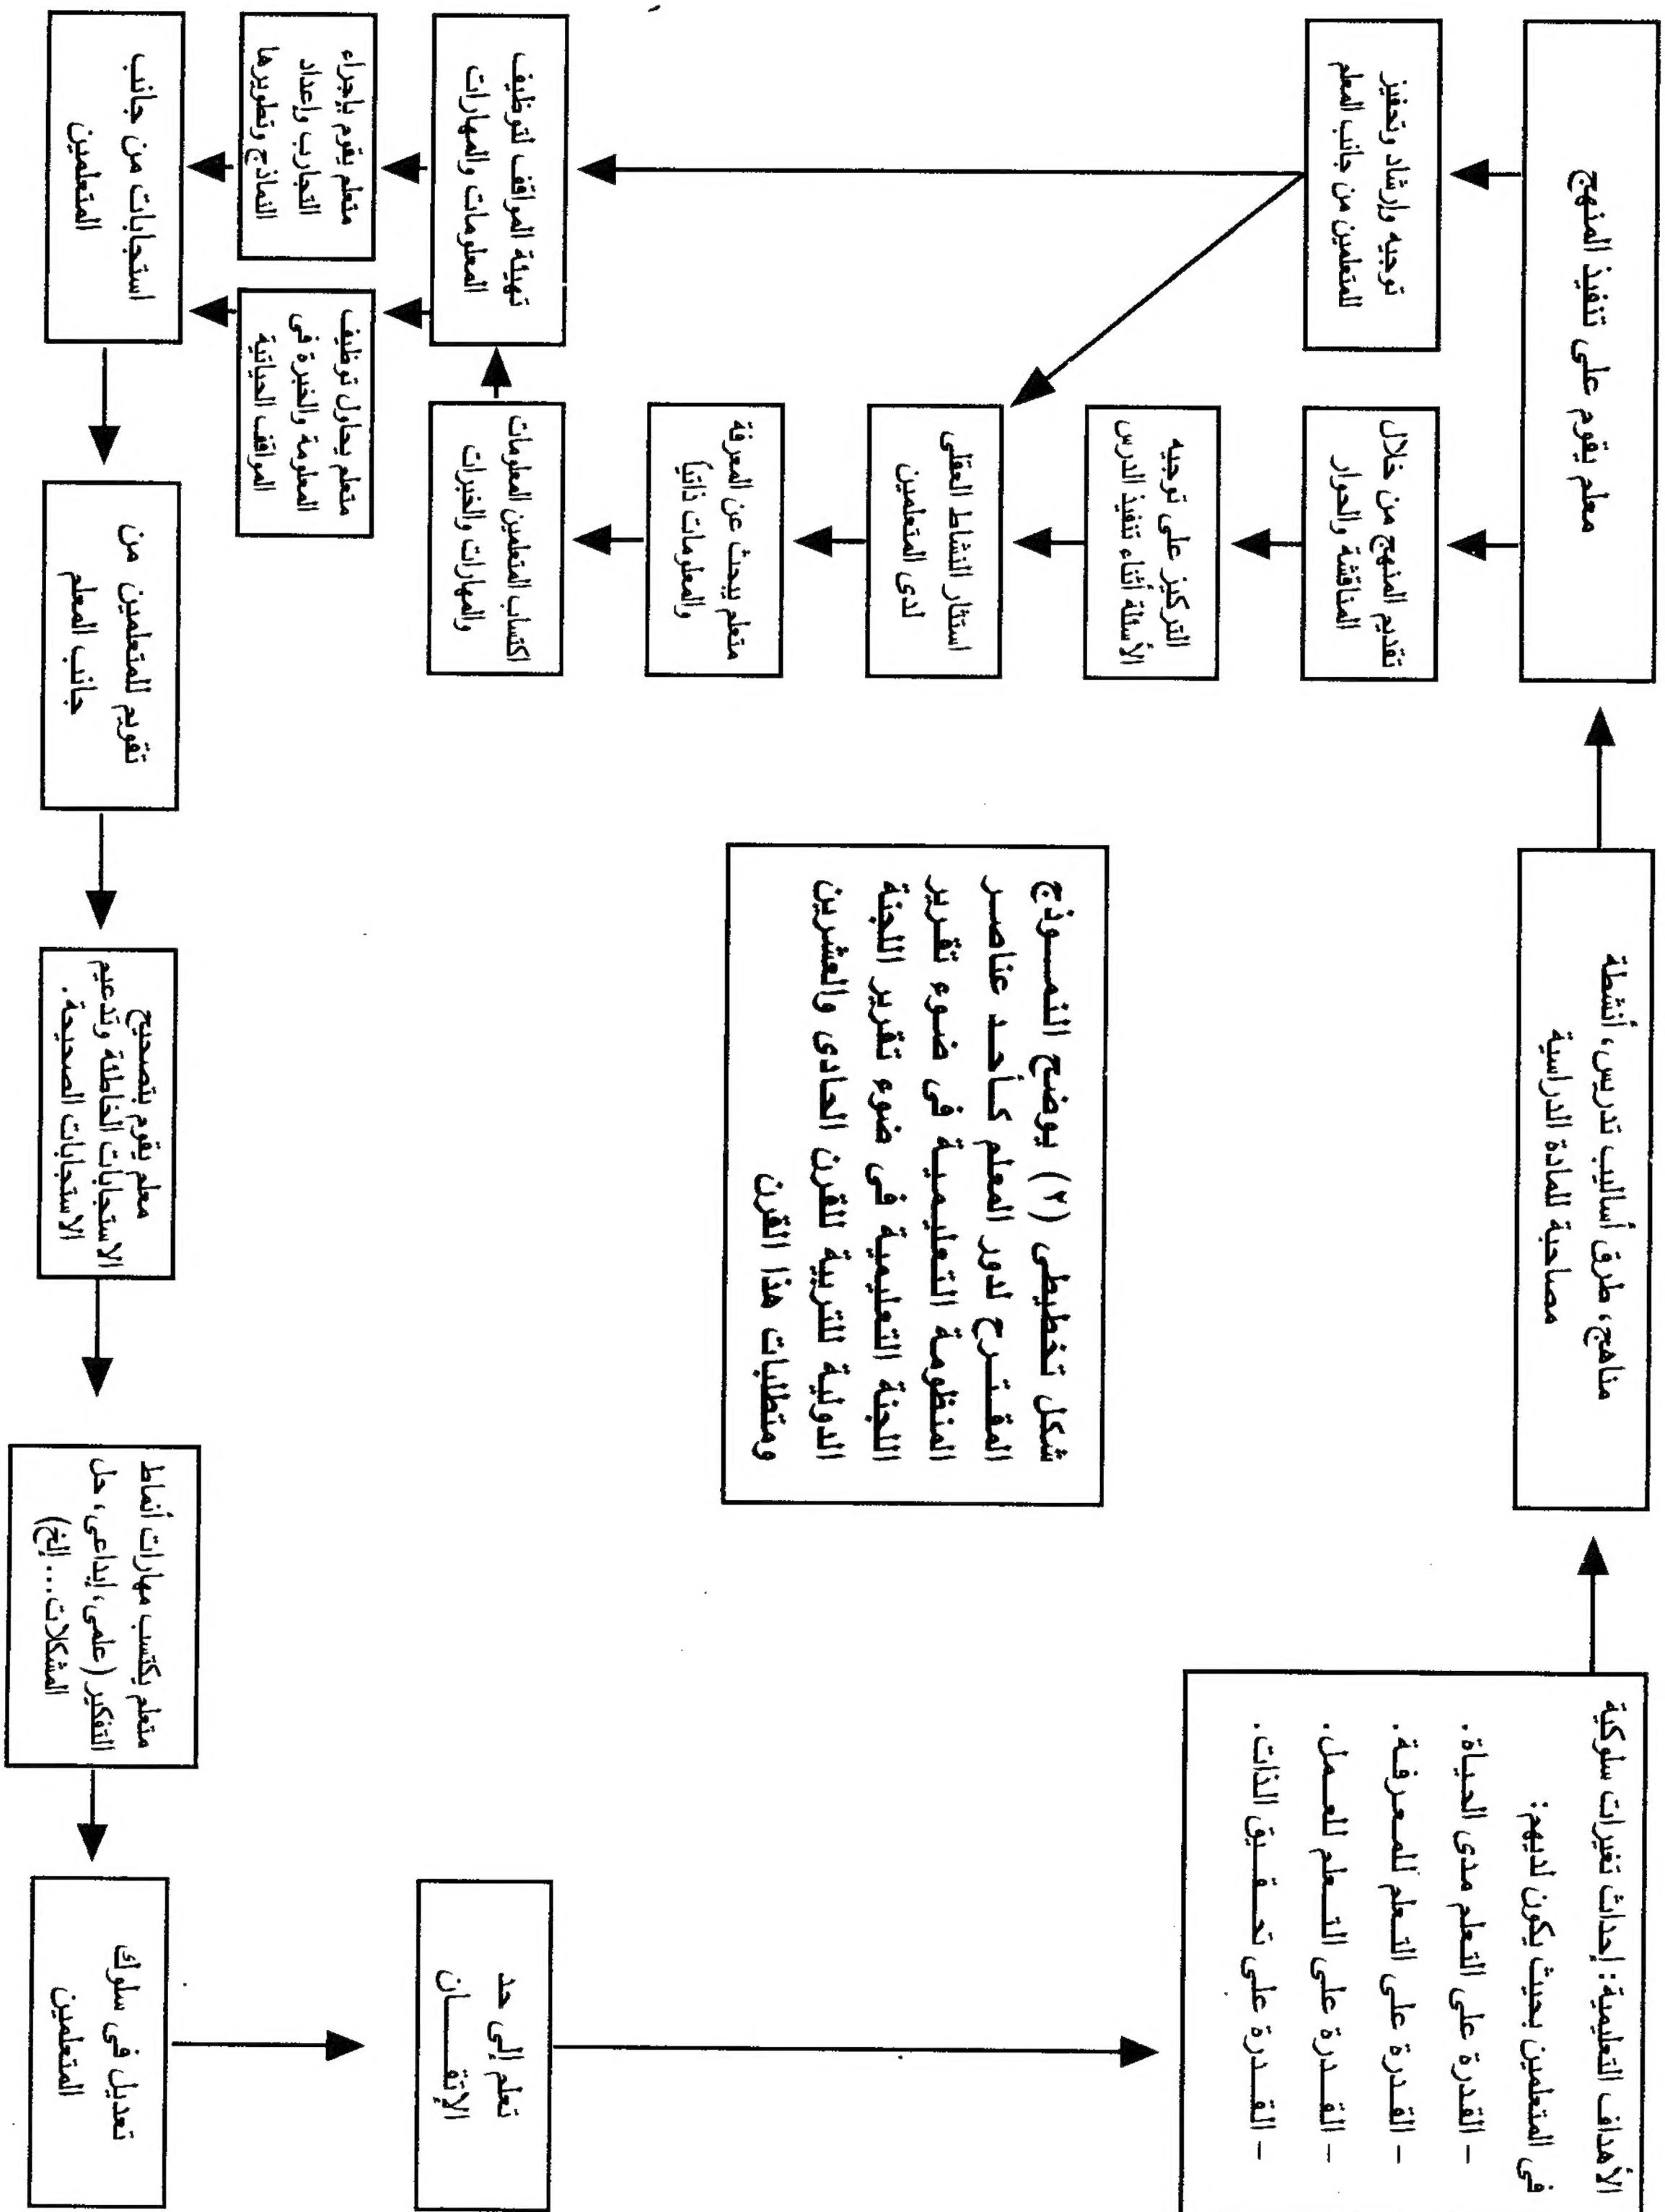 الأهداف التعليمية: إحداث تغيرات سلوكية
في المتعلمين بحيث يكون لديهم:
- القدرة على التعلم مدى الحياة.
- القدرة على التعلم للمعرفة.
- القدرة على التعلم للعمل.
- القدرة على تحقيق الذات.
مناهج، طرق أساليب تدريس، أنشطة
مصاحبة للمادة الدراسية
معلم يقوم على تنفيذ المنهج
توجيه وإرشاد وتحفيز
للمتعلمين من جانب المعلم
تقديم المنهج من خلال
المناقشة والحوار
التركيز على توجيه
الأسئلة أثناء تنفيذ الدرس
استثار النشاط العقلى
لدى المتعلمين
متعلم يبحث عن المعرفة
والمعلومات ذاتياً
اكتساب المتعلمين المعلومات
والمهارات والخبرات
تهيئة المواقف لتوظيف
المعلومات والمهارات
متعلم يقوم بإجراء
التجارب وإعداد
النماذج وتطويرها
متعلم يحاول توظيف
المعلومة والخبرة فى
المواقف الحياتية
استجابات من جانب
المتعلمين
تقويم للمتعلمين من
جانب المعلم
معلم يقوم بتصحيح
الاستجابات الخاطئة وتدعيم
الاستجابات الصحيحة.
متعلم يكتسب مهارات أنماط
التفكير (علمى، إبداعى، حل
المشكلات... إلخ)
تعديل فى سلوك
المتعلمين
تعلم إلى حد
الإتقان
شكل تخطيطى (٢) يوضح النموذج
المقترح لدور المعلم كأحد عناصر
المنظومة التعليمية فى ضوء تقرير
اللجنة التعليمية فى ضوء تقرير اللجنة
الدولية للتربية للقرن الحادى والعشرين
ومتطلبات هذا القرن